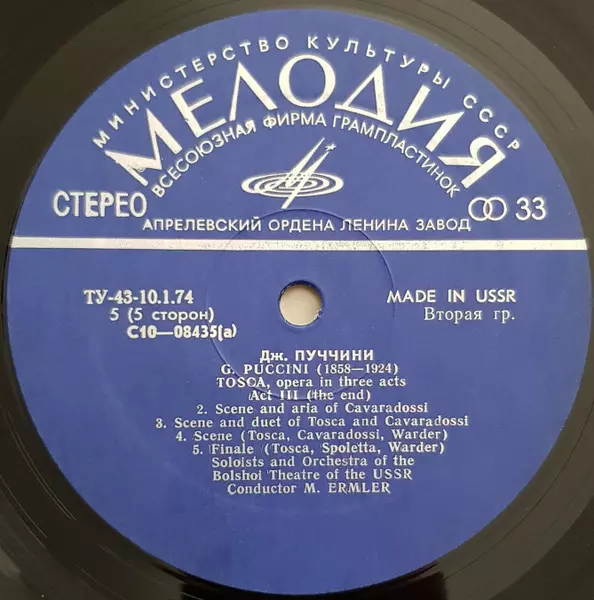 МИНИСТЕРСТВО КУЛЬТУРЫ СССР
МЕЛОДИЯ
ВСЕСОЮЗНАЯ ФИРМА ГРАМПЛАСТИНОК
СТЕРЕО
33
АПРЕЛЕВСКИЙ ОРДЕНА ЛЕНИНА ЗАВОД
ТУ-43-10.1.74
MADE IN USSR
5 (5 сторон)
Вторая гр.
С10—08435(а)
Дж. ПУЧЧИНИ
G. PUCCINI (1858—1924)
TOSCA, opera in three acts
Act III (the end)
2. Scene and aria of Cavaradossi
3. Scene and duet of Tosca and Cavaradossi
4. Scene (Tosca, Cavaradossi, Warder)
5. Finale (Tosca, Spoletta, Warder)
Soloists and Orchestra of the
Bolshoi Theatre of the USSR
Conductor M. ERMLER